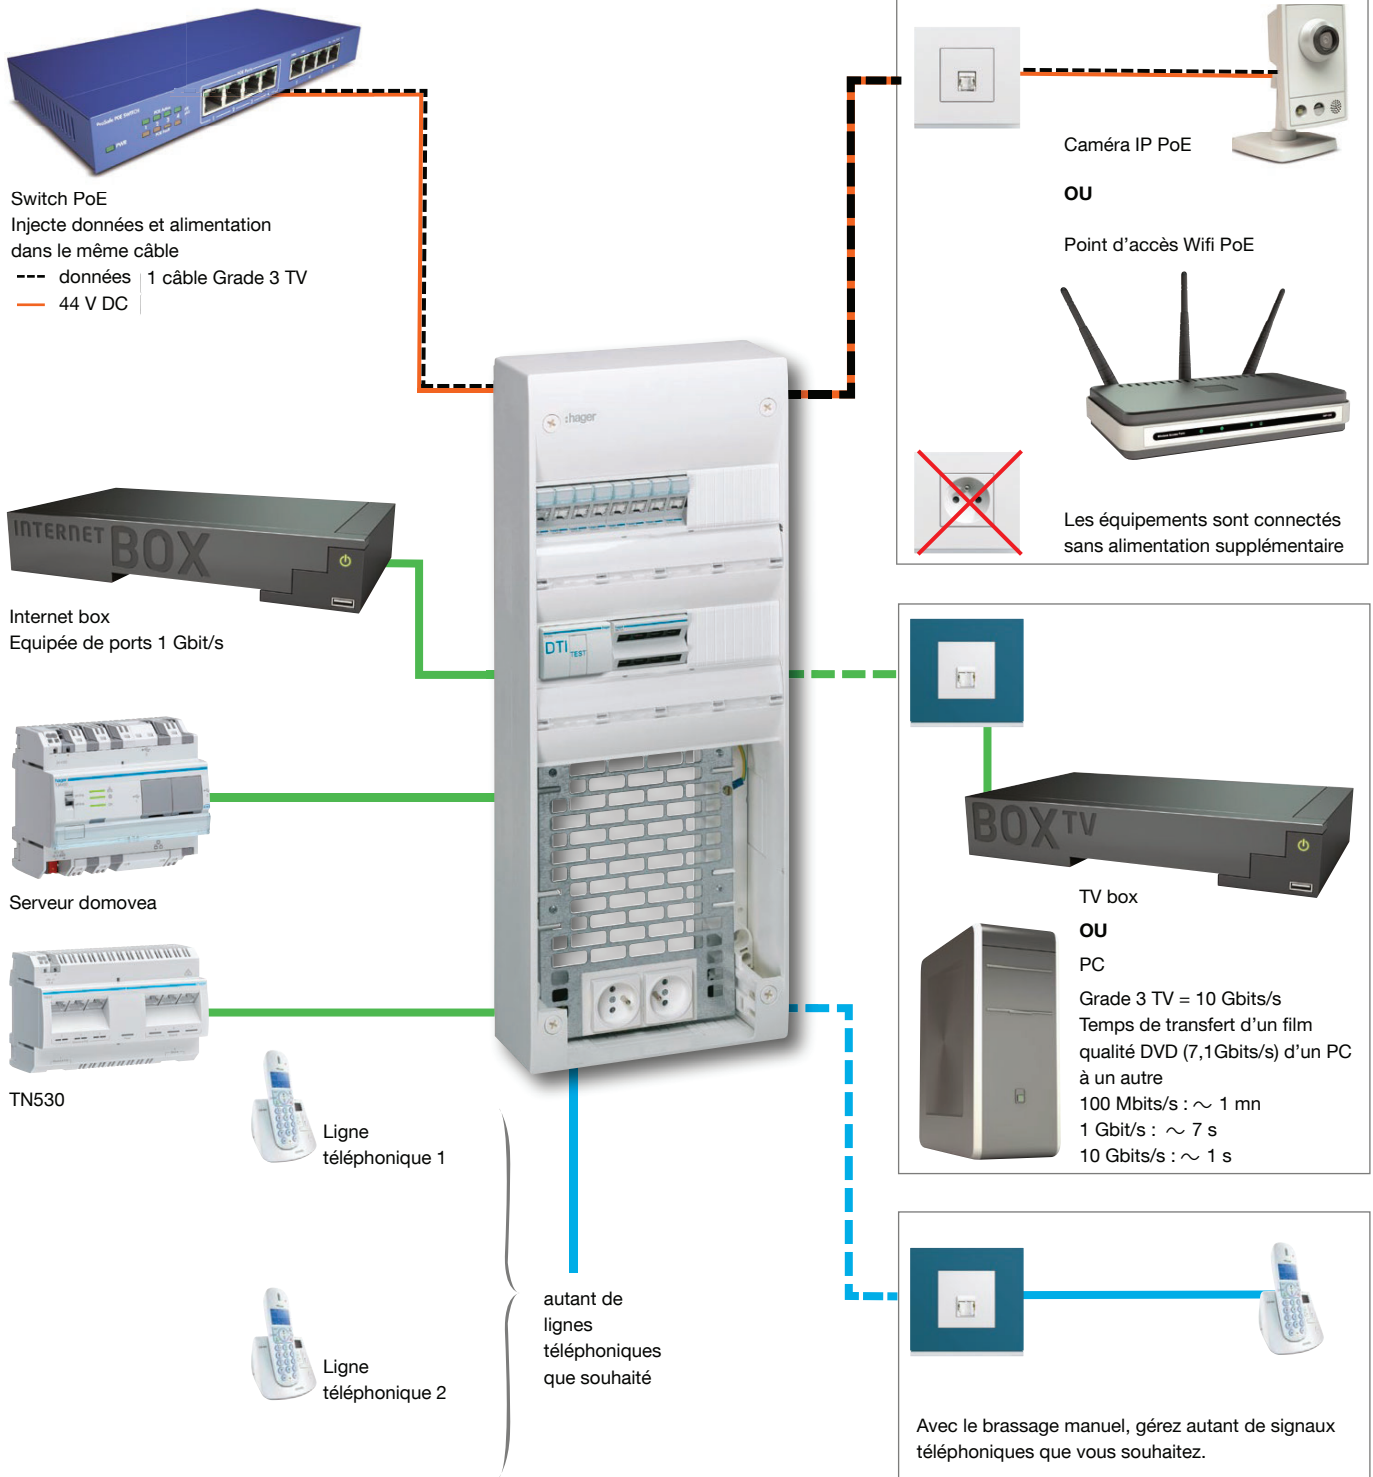 PWR
Switch PoE
Injecte données et alimentation
dans le même câble
données 1 câble Grade 3 TV
44 V DC
Caméra IP PoE
OU
Point d'accès Wifi PoE
Les équipements sont connectés
sans alimentation supplémentaire
:hager
DTI
TEST
INTERNET BOX
Internet box
Equipée de ports 1 Gbit/s
Serveur domovea
TN530
BOX TV
TV box
OU
PC
Grade 3 TV = 10 Gbits/s
Temps de transfert d'un film
qualité DVD (7,1Gbits/s) d'un PC
à un autre
100 Mbits/s : ~ 1 mn
1 Gbit/s : ~ 7 s
10 Gbits/s : ~ 1 s
Ligne
téléphonique 1
Ligne
téléphonique 2
autant de
lignes
téléphoniques
que souhaité
Avec le brassage manuel, gérez autant de signaux
téléphoniques que vous souhaitez.